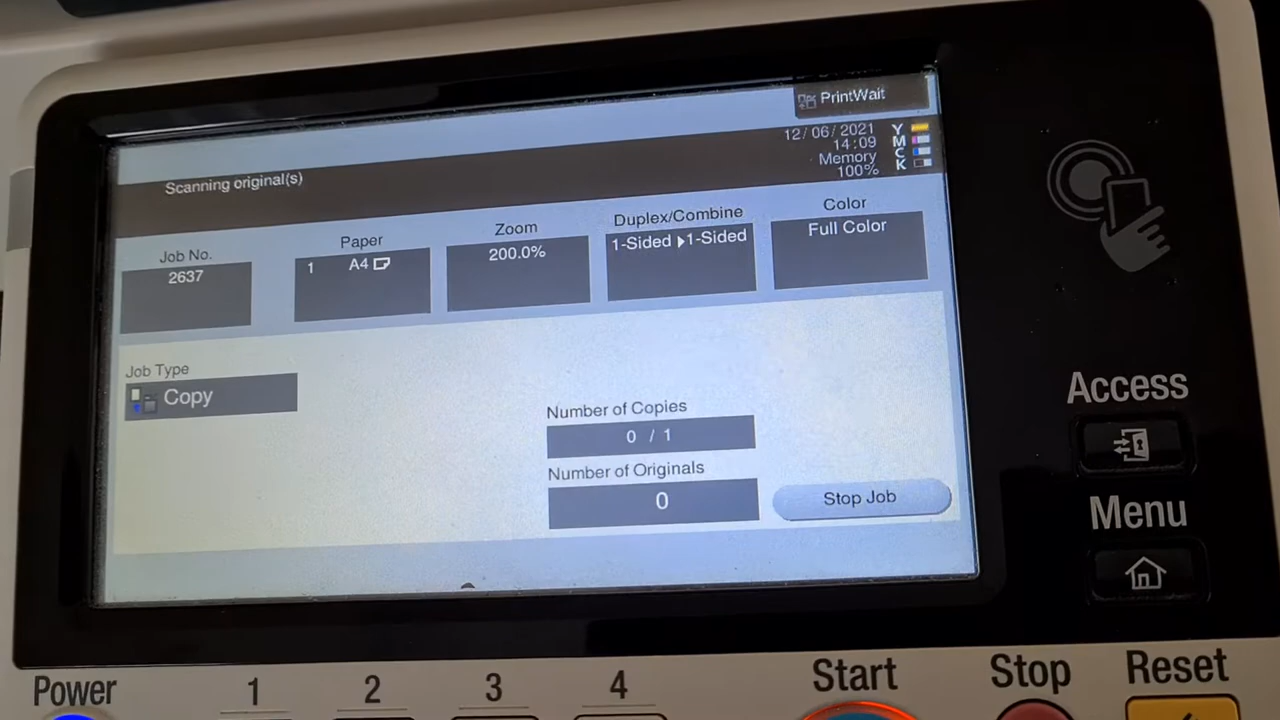 PrintWait
12/06/2021
14:09
Memory
100%
Y
M
C
K
Scanning original(s)
Job No.
2637
Paper
1 A4
Zoom
200.0%
Duplex/Combine
1-Sided ▶1-Sided
Color
Full Color
Job Type
Copy
Number of Copies
0 / 1
Number of Originals
0
Stop Job
Access
Menu
Power
1
2
3
4
Start
Stop
Reset